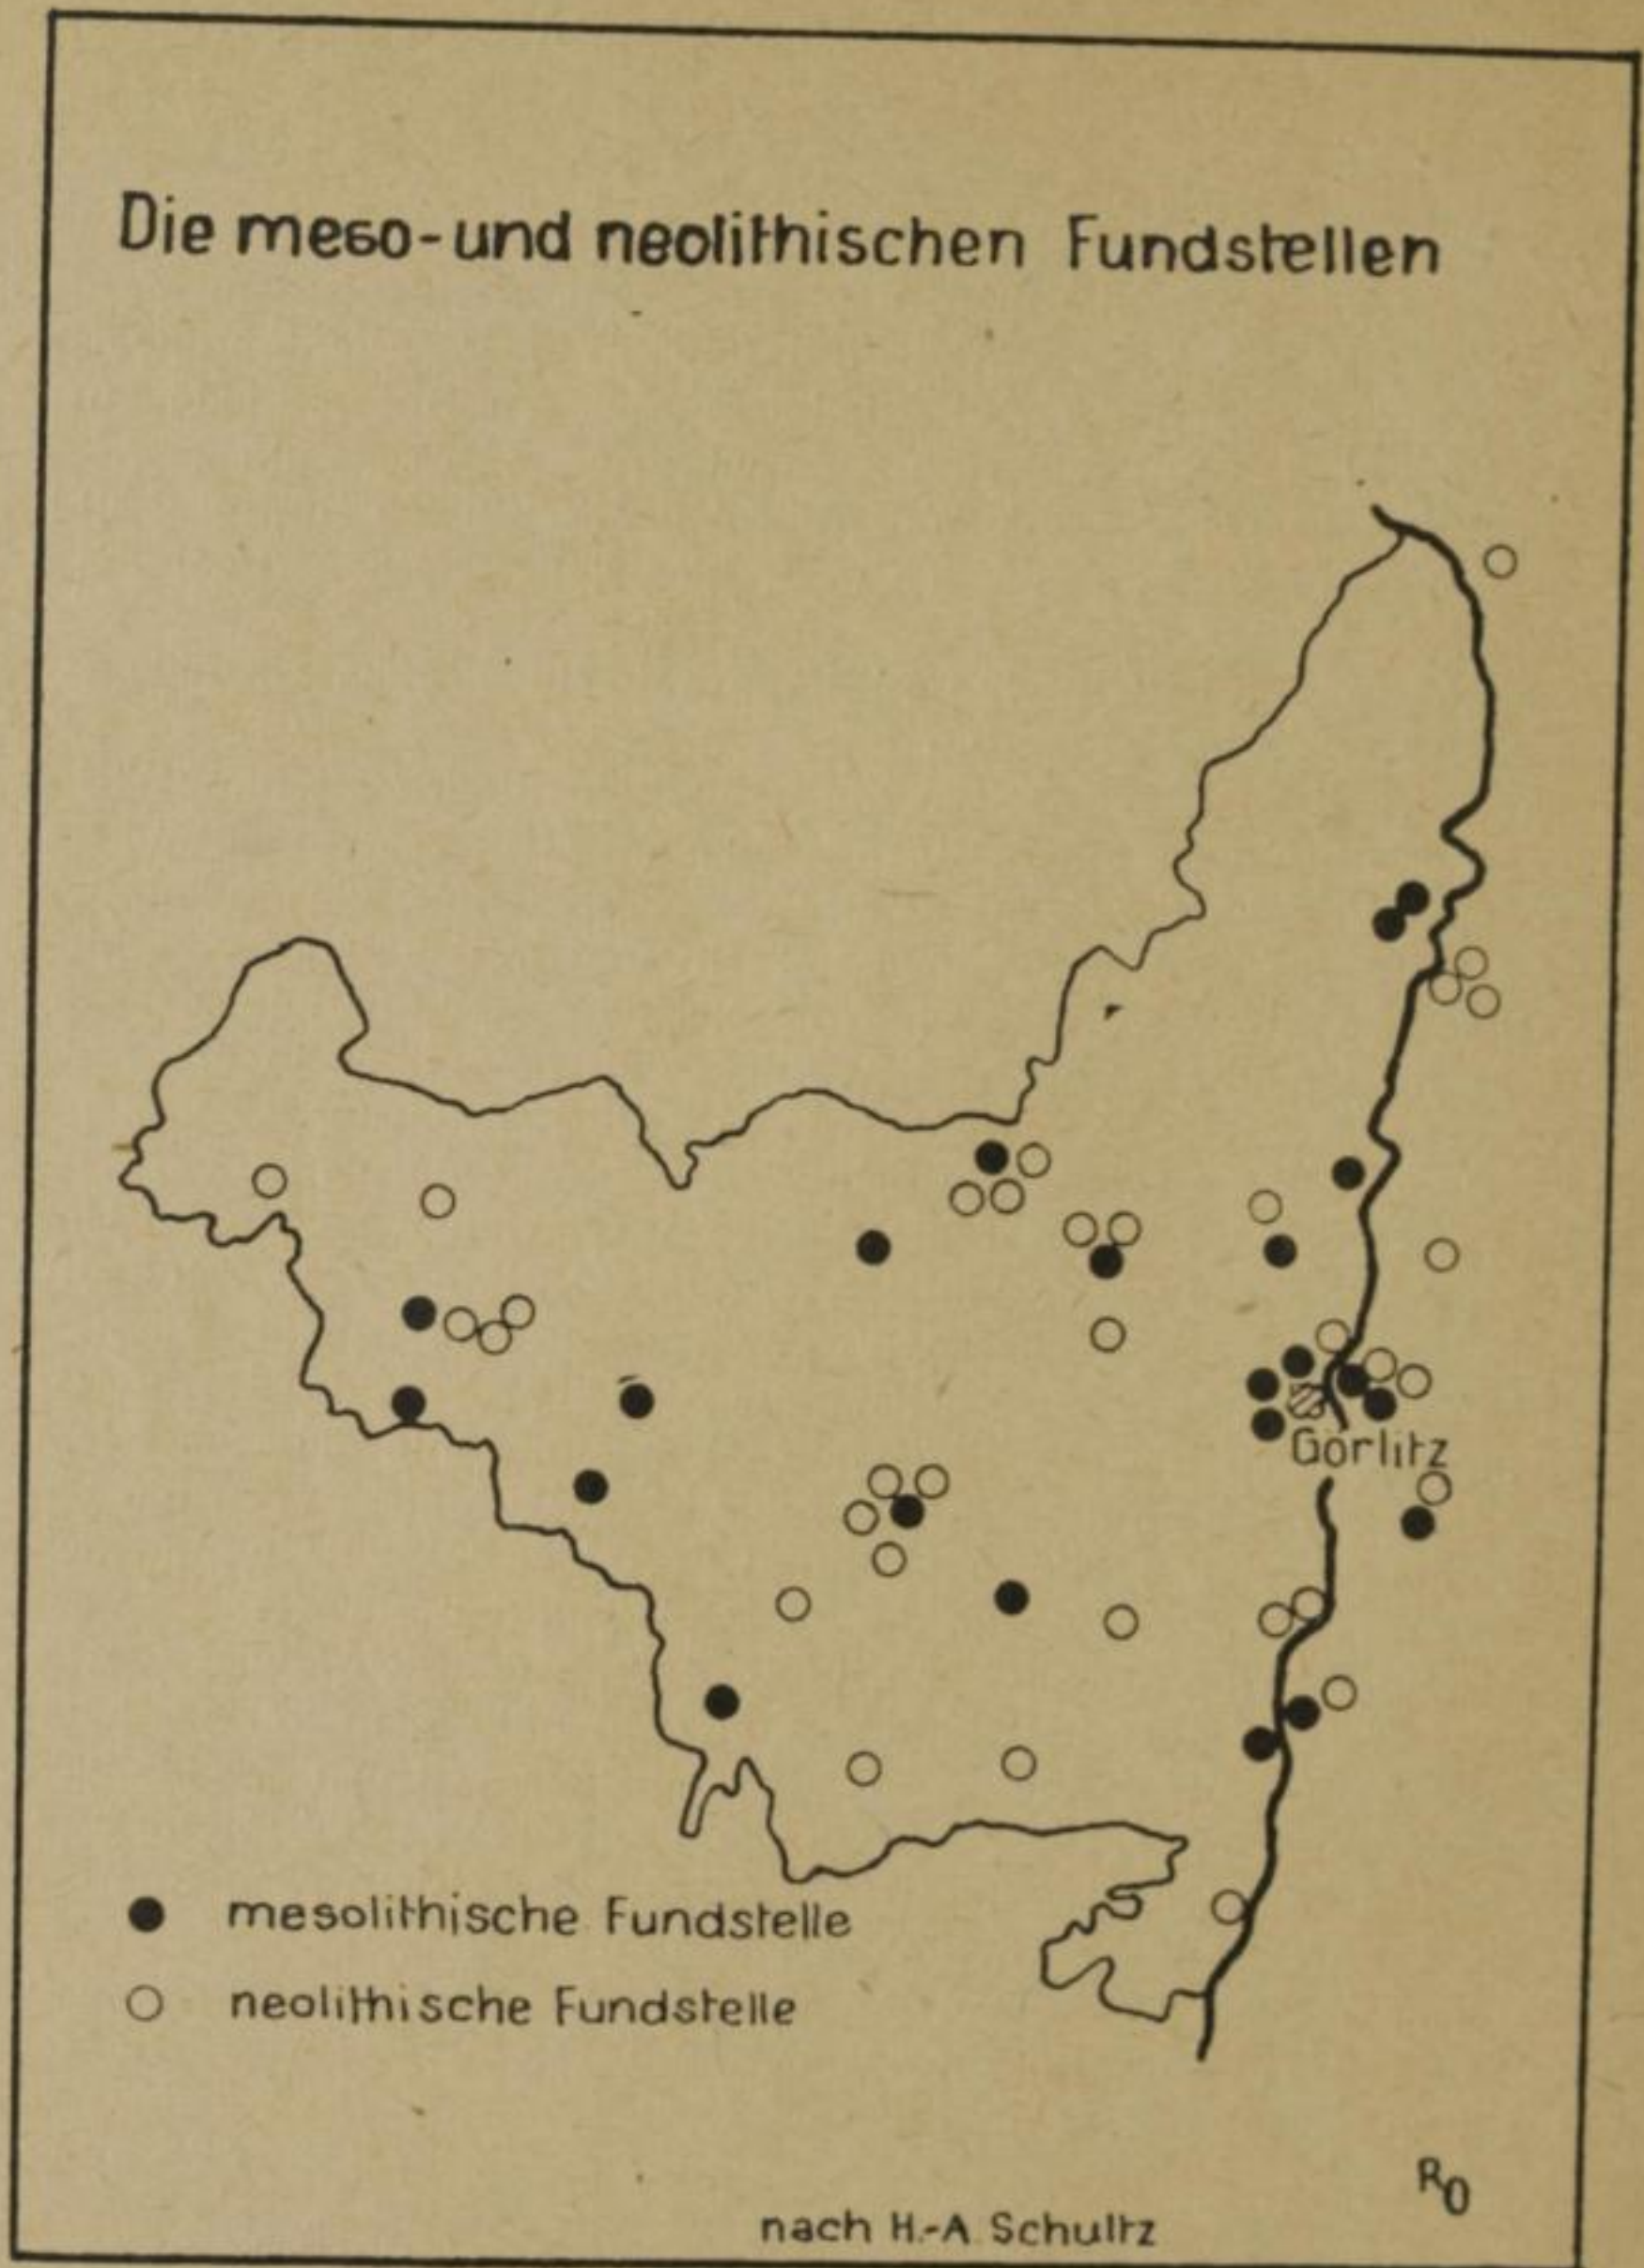 Die meso-und neolithischen Fundstellen
Görlitz
mesolithische Fundstelle
neolithische Fundstelle
Ro
nach H.-A Schultz